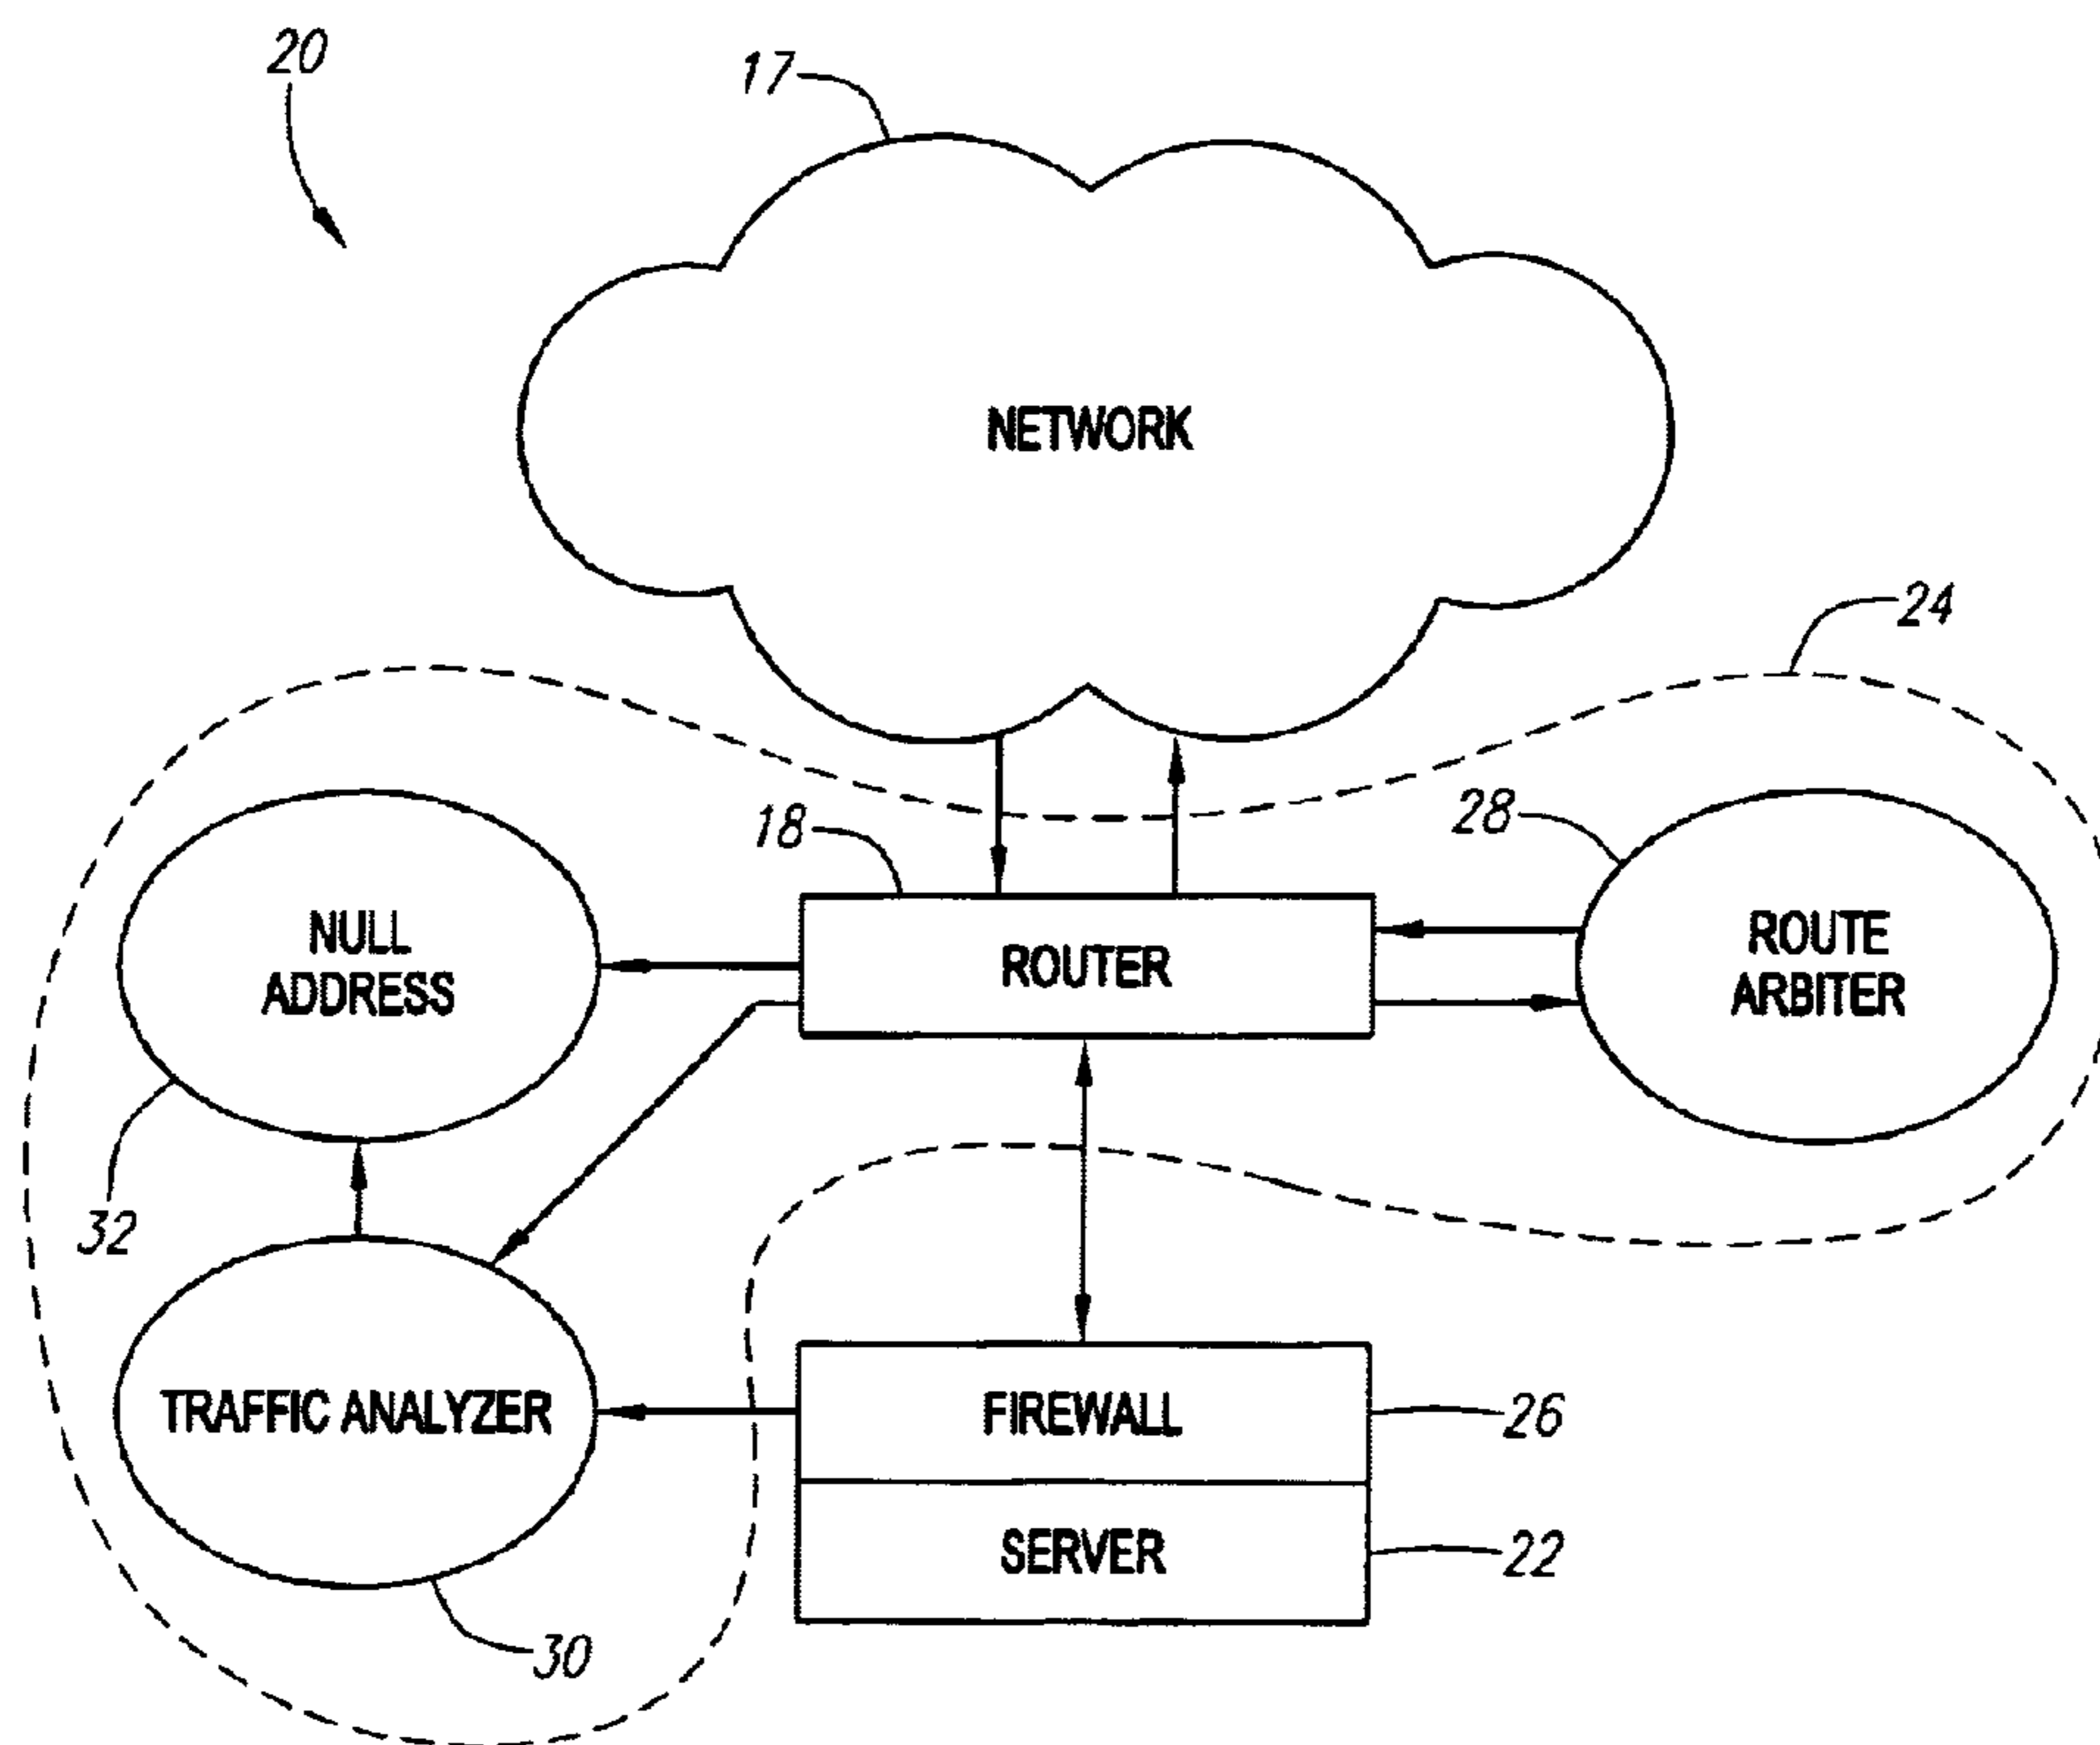 20
17
NETWORK
24
18
28
NULL
ADDRESS
ROUTER
ROUTE
ARBITER
32
TRAFFIC ANALYZER
FIREWALL
26
SERVER
22
30